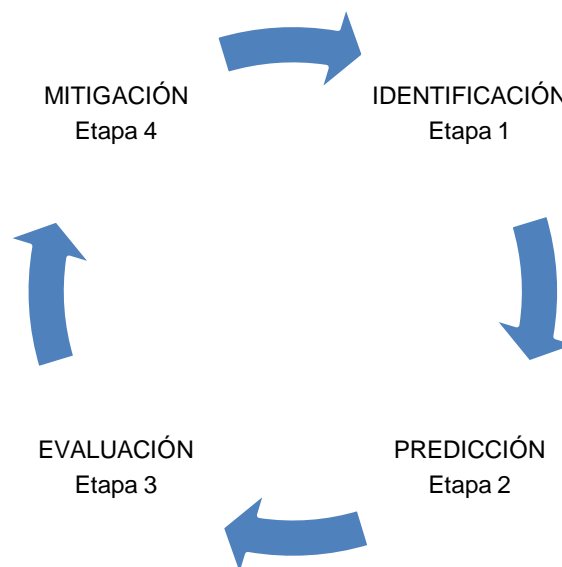 MITIGACIÓN
Etapa 4
IDENTIFICACIÓN
Etapa 1
EVALUACIÓN
Etapa 3
PREDICCIÓN
Etapa 2